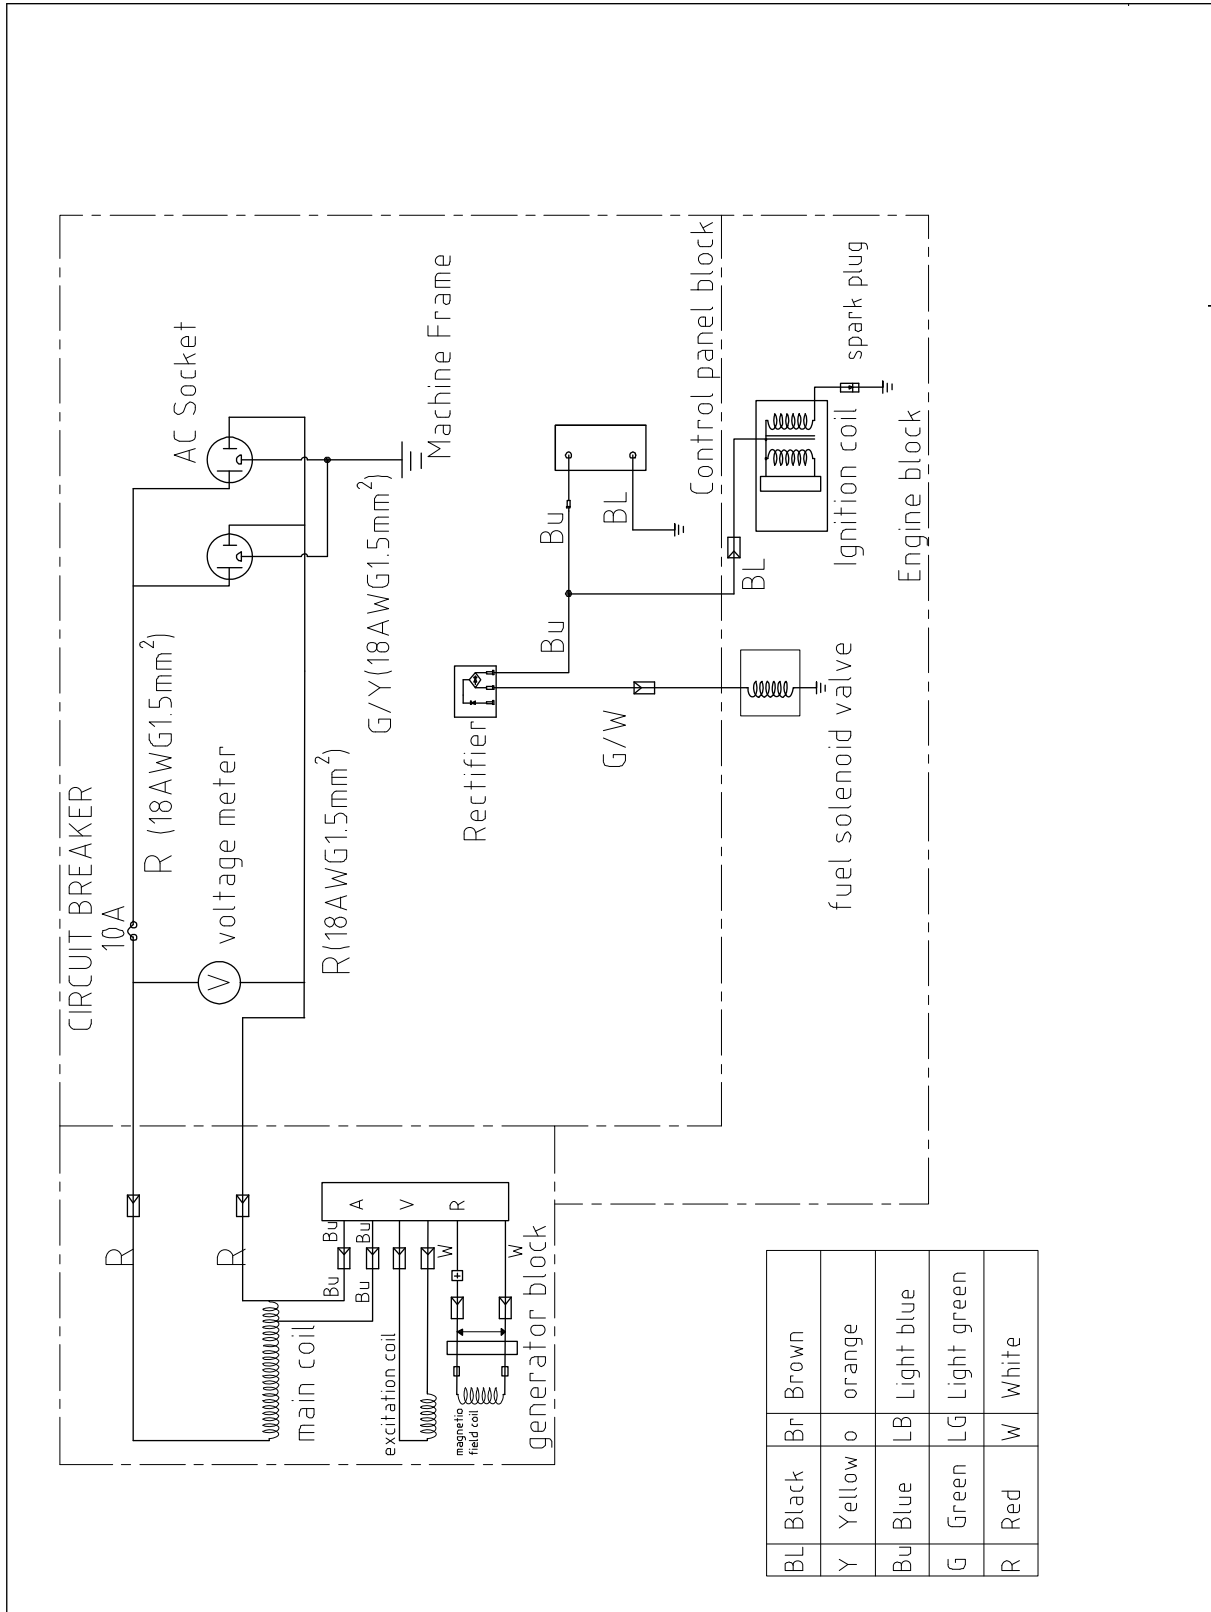 CIRCUIT BREAKER
10A
R (18AWG1.5mm²)
AC Socket
V
voltage meter
R(18AWG1.5mm²)
G/Y(18AWG1.5mm²)
Machine Frame
R
R
main coil
Bu
Bu
Bu
Bu
A
V
R
W
W
excitation coil
magnetio
field coil
generator block
Rectifier
Bu
Bu
BL
G/W
Control panel block
BL
Ignition coil
spark plug
fuel solenoid valve
Engine block
BL Black Br Brown
Y Yellow o orange
Bu Blue LB Light blue
G Green LG Light green
R Red W White